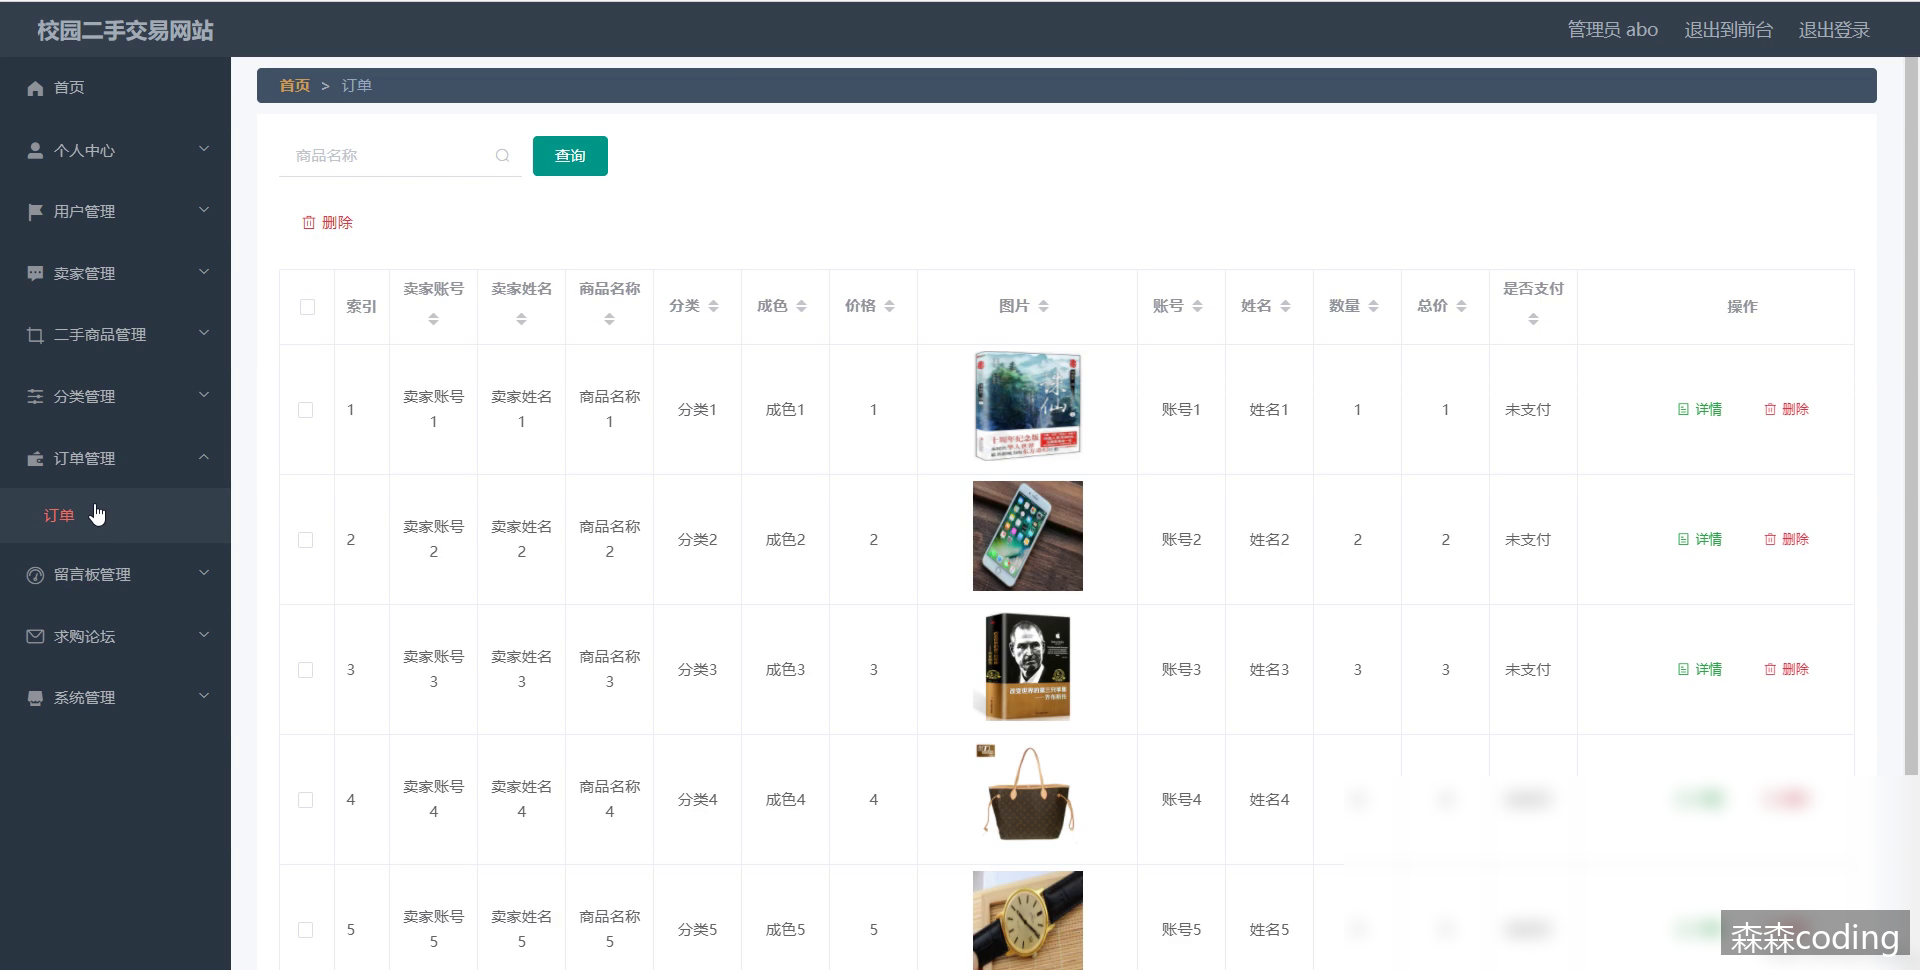 校园二手交易网站
管理员 abo 退出到前台 退出登录
首页
个人中心
用户管理
卖家管理
二手商品管理
分类管理
订单管理
订单
留言板管理
求购论坛
系统管理
首页 > 订单
商品名称
查询
删除
索引 卖家账号 卖家姓名 商品名称 分类 成色 价格 图片 账号 姓名 数量 总价 是否支付 操作
1 卖家账号1 卖家姓名1 商品名称1 分类1 成色1 1 账号1 姓名1 1 1 未支付 详情 删除
2 卖家账号2 卖家姓名2 商品名称2 分类2 成色2 2 账号2 姓名2 2 2 未支付 详情 删除
3 卖家账号3 卖家姓名3 商品名称3 分类3 成色3 3 账号3 姓名3 3 3 未支付 详情 删除
4 卖家账号4 卖家姓名4 商品名称4 分类4 成色4 4 账号4 姓名4
5 卖家账号5 卖家姓名5 商品名称5 分类5 成色5 5 账号5 姓名5
森森coding